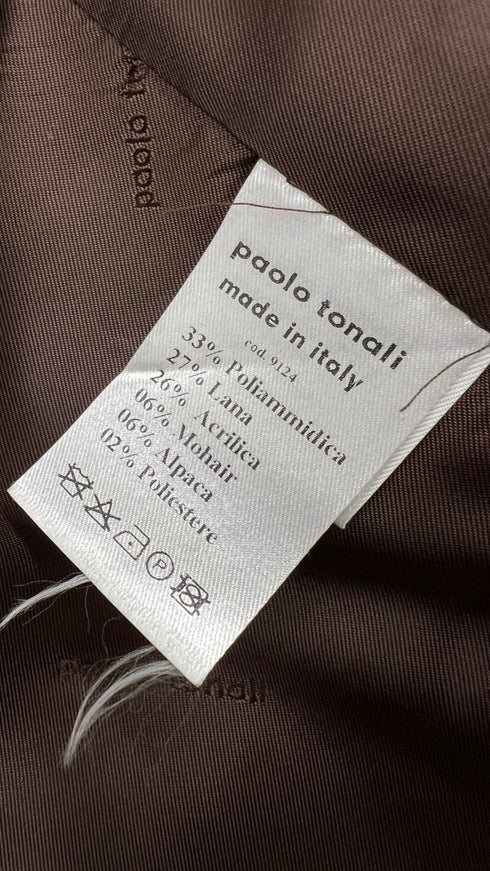 paolo to
paolo tonali
made in italy
cod. 9124
33% Poliammidica
27% Lana
26% Acrilica
06% Mohair
06% Alpaca
02% Poliestere
P
tonali